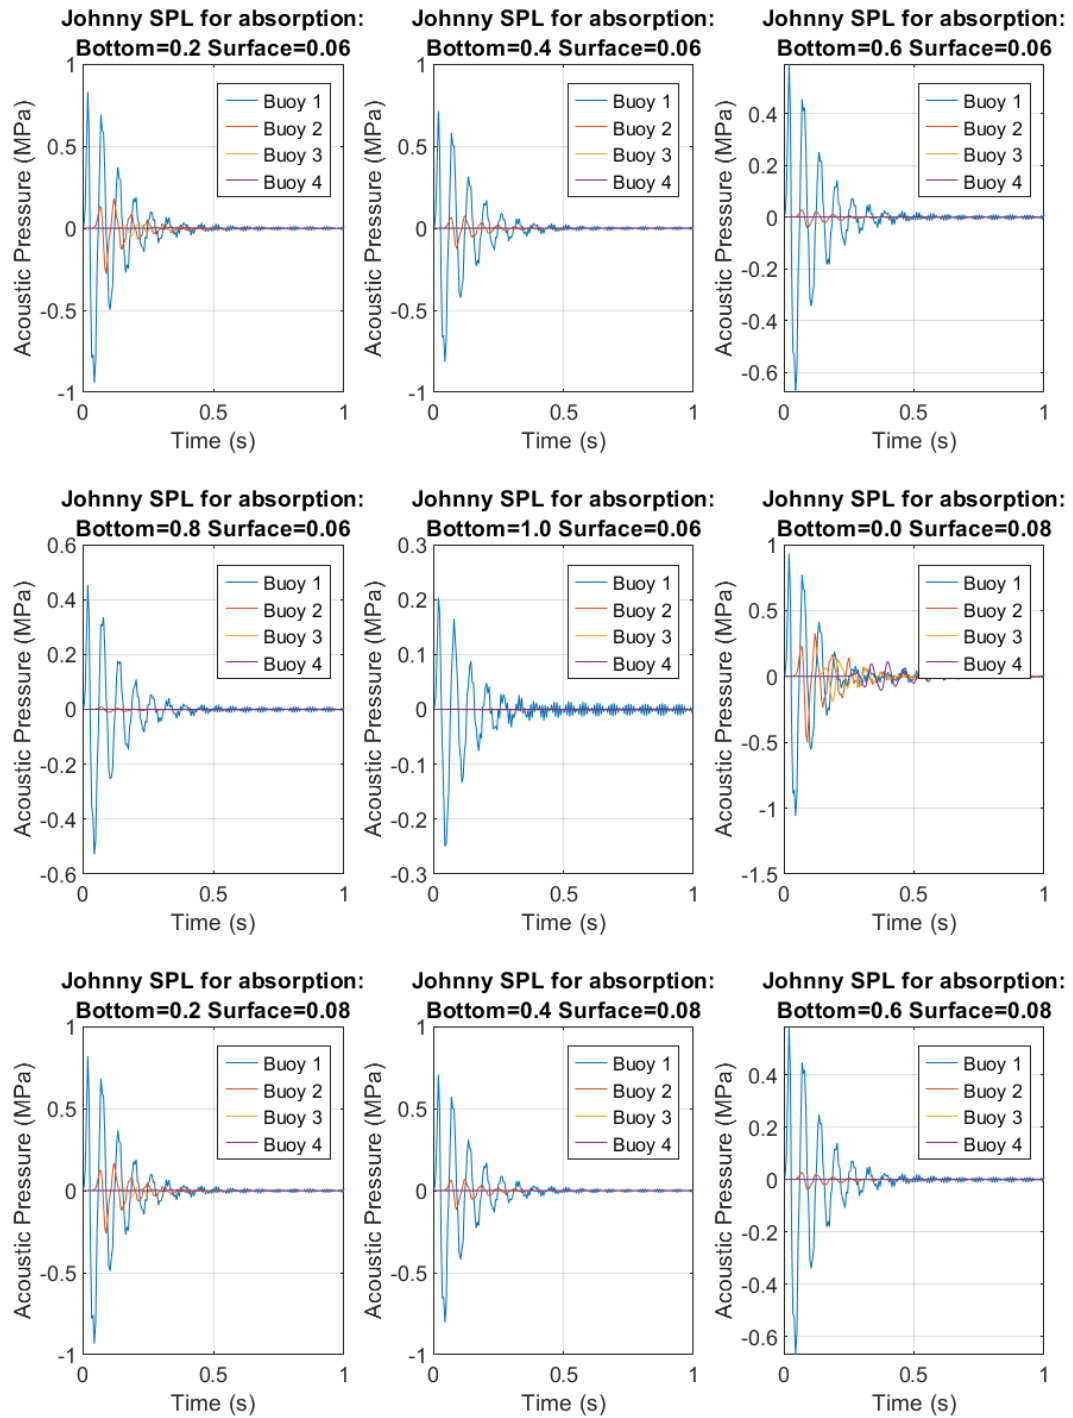 Johnny SPL for absorption:
Bottom=0.2 Surface=0.06
1
0.5
0
-0.5
-1
Acoustic Pressure (MPa)
Buoy 1
Buoy 2
Buoy 3
Buoy 4
0
0.5
1
Time (s)
Johnny SPL for absorption:
Bottom=0.4 Surface=0.06
1
0.5
0
-0.5
-1
Acoustic Pressure (MPa)
Buoy 1
Buoy 2
Buoy 3
Buoy 4
0
0.5
1
Time (s)
Johnny SPL for absorption:
Bottom=0.6 Surface=0.06
0.4
0.2
0
-0.2
-0.4
-0.6
Acoustic Pressure (MPa)
Buoy 1
Buoy 2
Buoy 3
Buoy 4
0
0.5
1
Time (s)
Johnny SPL for absorption:
Bottom=0.8 Surface=0.06
0.6
0.4
0.2
0
-0.2
-0.4
-0.6
Acoustic Pressure (MPa)
Buoy 1
Buoy 2
Buoy 3
Buoy 4
0
0.5
1
Time (s)
Johnny SPL for absorption:
Bottom=1.0 Surface=0.06
0.3
0.2
0.1
0
-0.1
-0.2
-0.3
Acoustic Pressure (MPa)
Buoy 1
Buoy 2
Buoy 3
Buoy 4
0
0.5
1
Time (s)
Johnny SPL for absorption:
Bottom=0.0 Surface=0.08
1
0.5
0
-0.5
-1
-1.5
Acoustic Pressure (MPa)
Buoy 1
Buoy 2
Buoy 3
Buoy 4
0
0.5
1
Time (s)
Johnny SPL for absorption:
Bottom=0.2 Surface=0.08
1
0.5
0
-0.5
-1
Acoustic Pressure (MPa)
Buoy 1
Buoy 2
Buoy 3
Buoy 4
0
0.5
1
Time (s)
Johnny SPL for absorption:
Bottom=0.4 Surface=0.08
1
0.5
0
-0.5
-1
Acoustic Pressure (MPa)
Buoy 1
Buoy 2
Buoy 3
Buoy 4
0
0.5
1
Time (s)
Johnny SPL for absorption:
Bottom=0.6 Surface=0.08
0.4
0.2
0
-0.2
-0.4
-0.6
Acoustic Pressure (MPa)
Buoy 1
Buoy 2
Buoy 3
Buoy 4
0
0.5
1
Time (s)